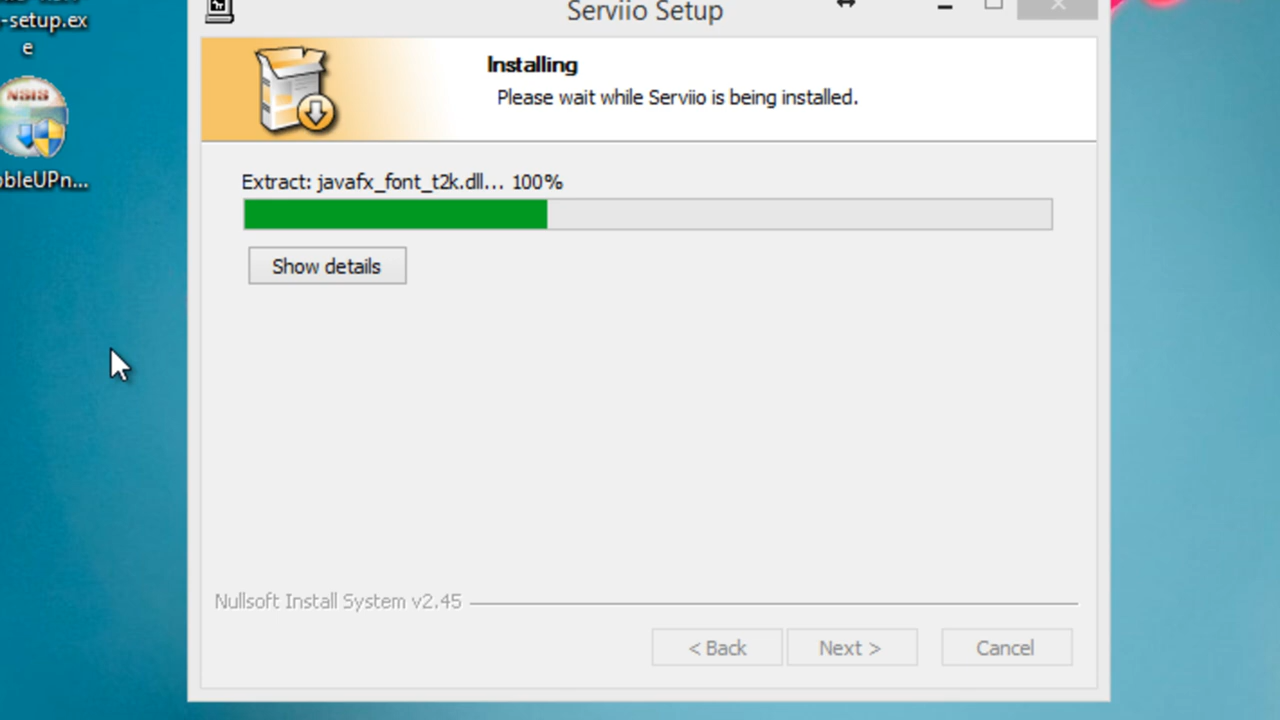 -setup.ex
e
NSIS
bleUPn...
Serviio Setup
Installing
Please wait while Serviio is being installed.
Extract: javafx_font_t2k.dll... 100%
Show details
Nullsoft Install System v2.45
< Back
Next >
Cancel